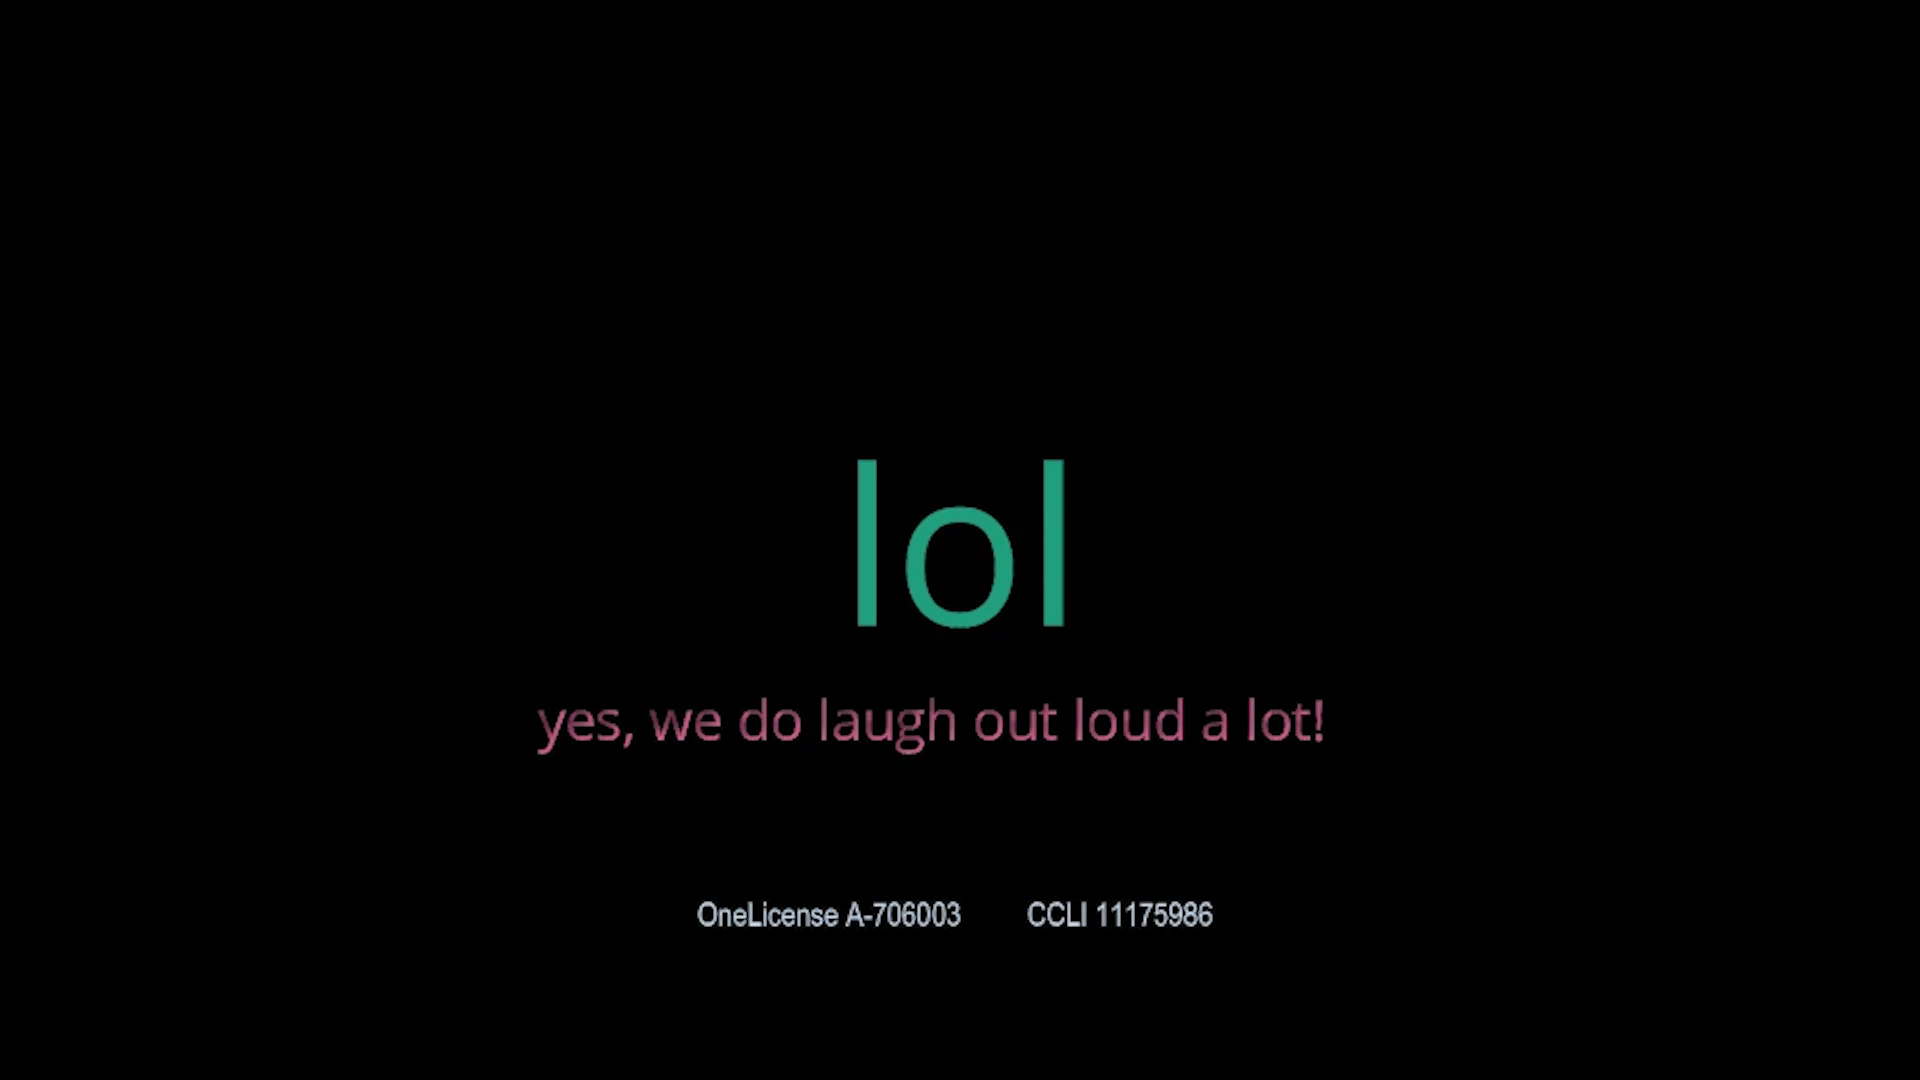 lol
yes, we do laugh out loud a lot!
OneLicense A-706003 CCLI 11175986